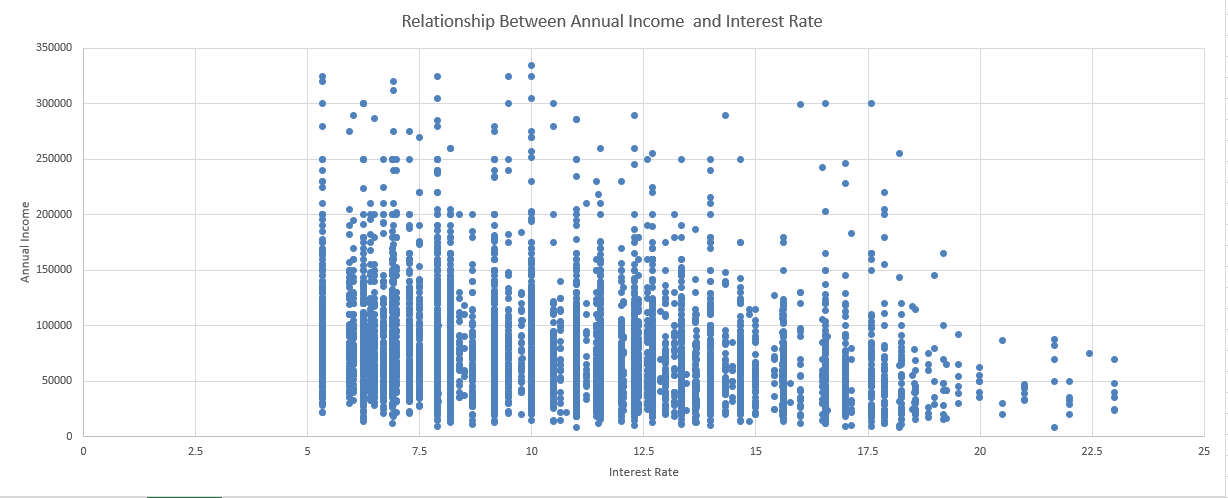 Relationship Between Annual Income  and Interest Rate
350000
300000
250000
200000
150000
100000
50000
0
Annual Income
0 2.5 5 7.5 10 12.5 15 17.5 20 22.5 25
Interest Rate